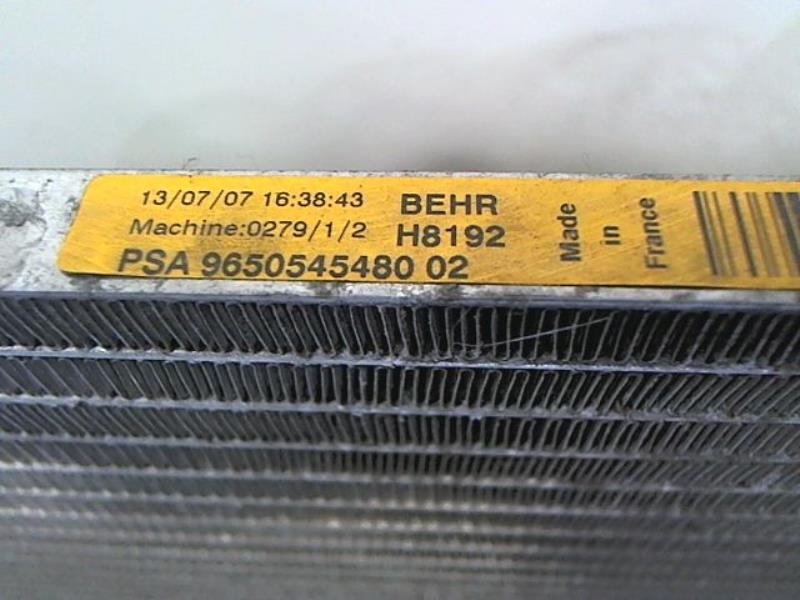 13/07/07 16:38:43 BEHR
Machine:0279/1/2 H8192
PSA 9650545480 02
Made
in
France